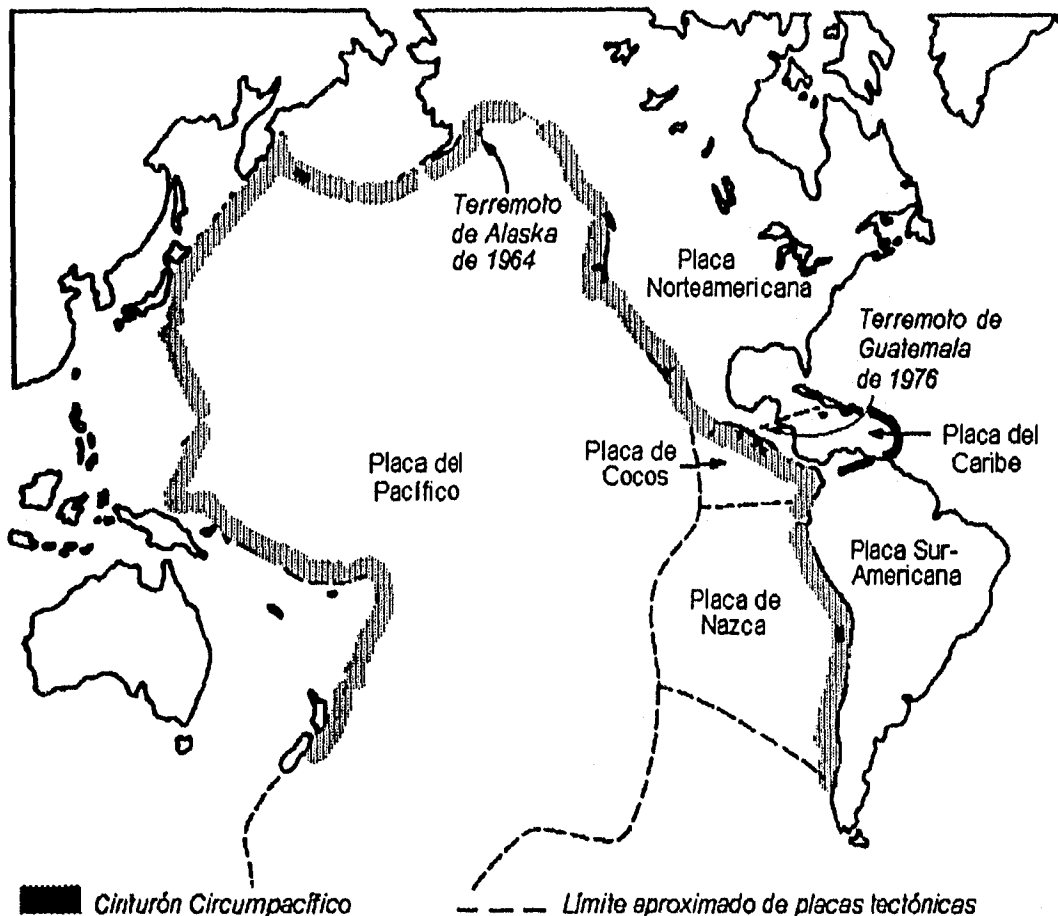 Terremoto
de Alaska
de 1964
Placa
Norteamericana
Terremoto de
Guatemala
de 1976
Placa del
Pacífico
Placa de
Cocos
Placa del
Caribe
Placa Sur-
Americana
Placa de
Nazca
Cinturón Circumpacífico
Límite aproximado de placas tectónicas